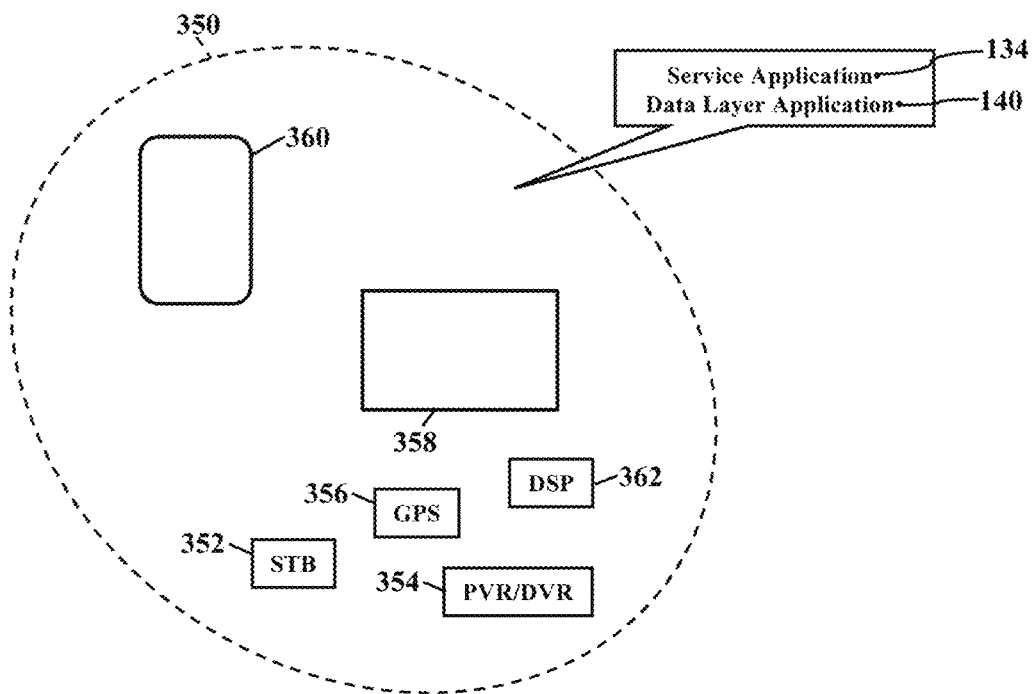 350
Service Application 134
Data Layer Application 140
360
358
DSP 362
356 GPS
352 STB
354 PVR/DVR